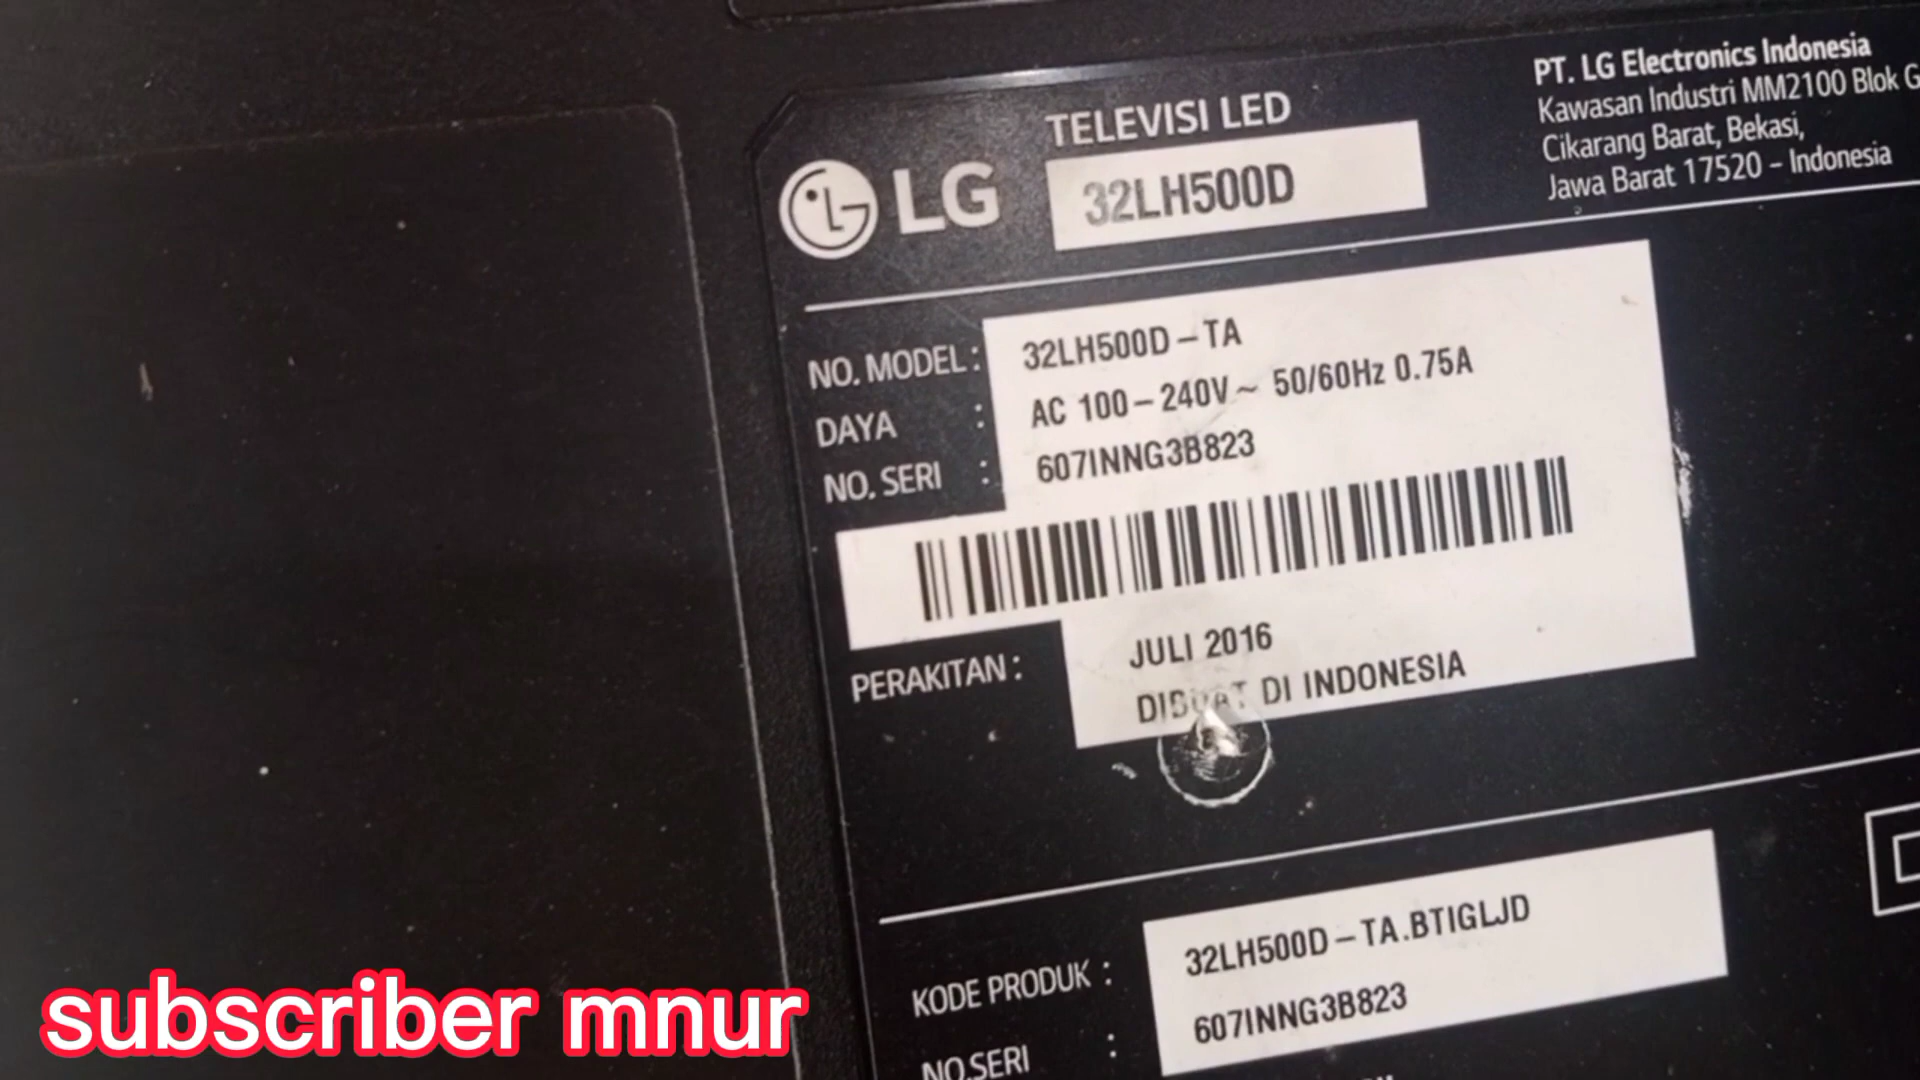 LG
TELEVISI LED
32LH500D
PT. LG Electronics Indonesia
Kawasan Industri MM2100 Blok G
Cikarang Barat, Bekasi,
Jawa Barat 17520 - Indonesia
NO. MODEL : 32LH500D-TA
DAYA : AC 100-240V~ 50/60Hz 0.75A
NO. SERI : 607INNG3B823
PERAKITAN : JULI 2016
DIBUAT DI INDONESIA
KODE PRODUK : 32LH500D-TA.BTIGLJD
NO.SERI : 607INNG3B823
subscriber mnur